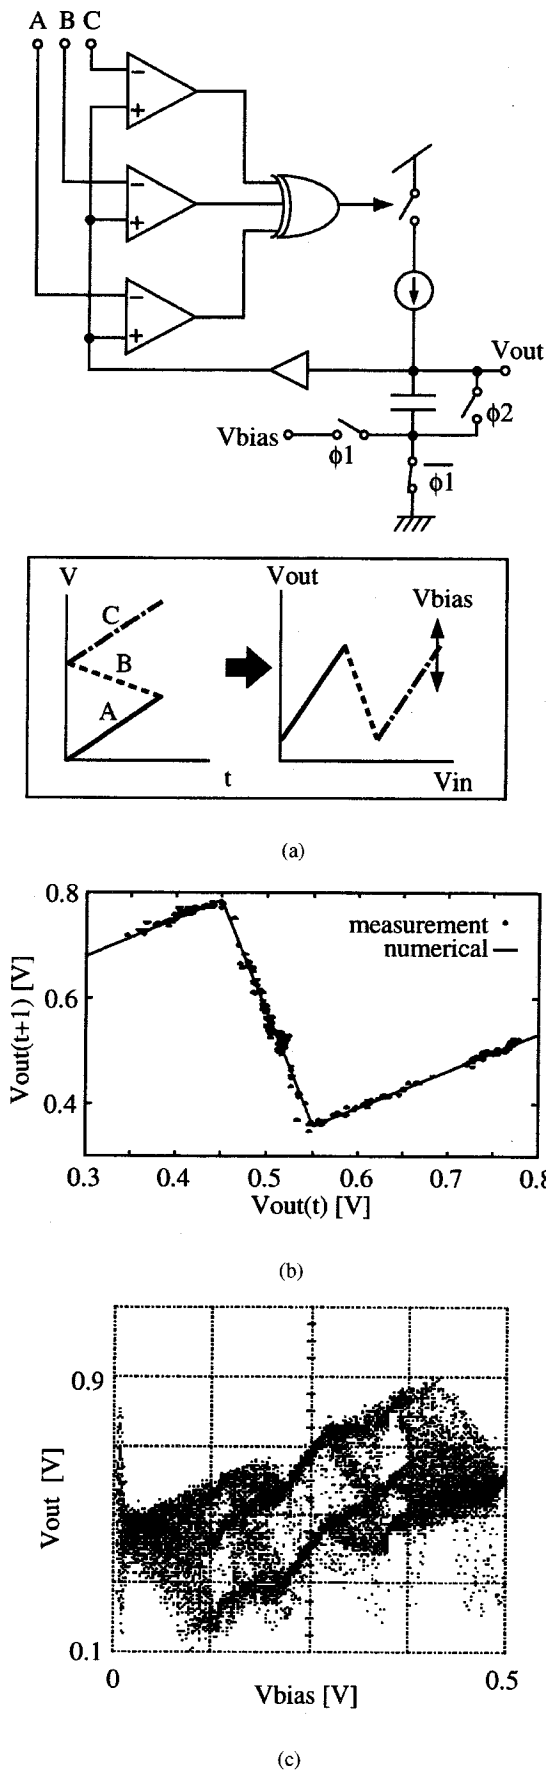 A B C
−
+
−
+
−
+
Vout
ϕ2
Vbias
ϕ1
ϕ1
V
C
B
A
t
Vout
Vbias
Vin
(a)
0.8
measurement
numerical
0.6
Vout(t+1) [V]
0.4
0.3 0.4 0.5 0.6 0.7 0.8
Vout(t) [V]
(b)
0.9
Vout [V]
0.1
0 0.5
Vbias [V]
(c)